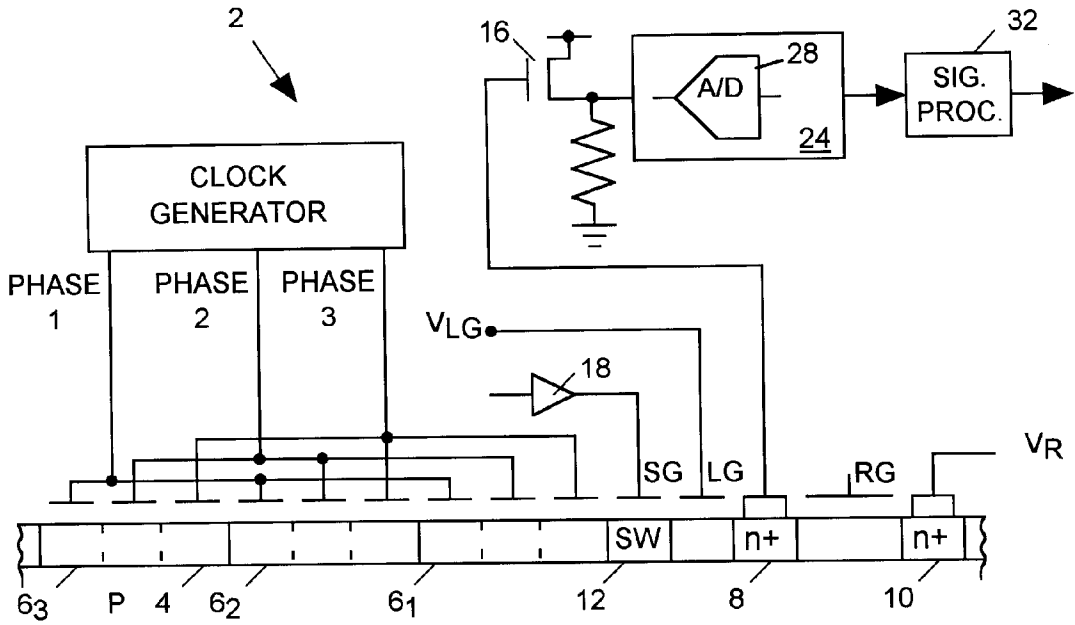 2
16
32
28
A/D
24
SIG.
PROC.
CLOCK
GENERATOR
PHASE
1
PHASE
2
PHASE
3
VLG
18
SG
LG
RG
VR
SW
n+
n+
63
P
4
62
61
12
8
10